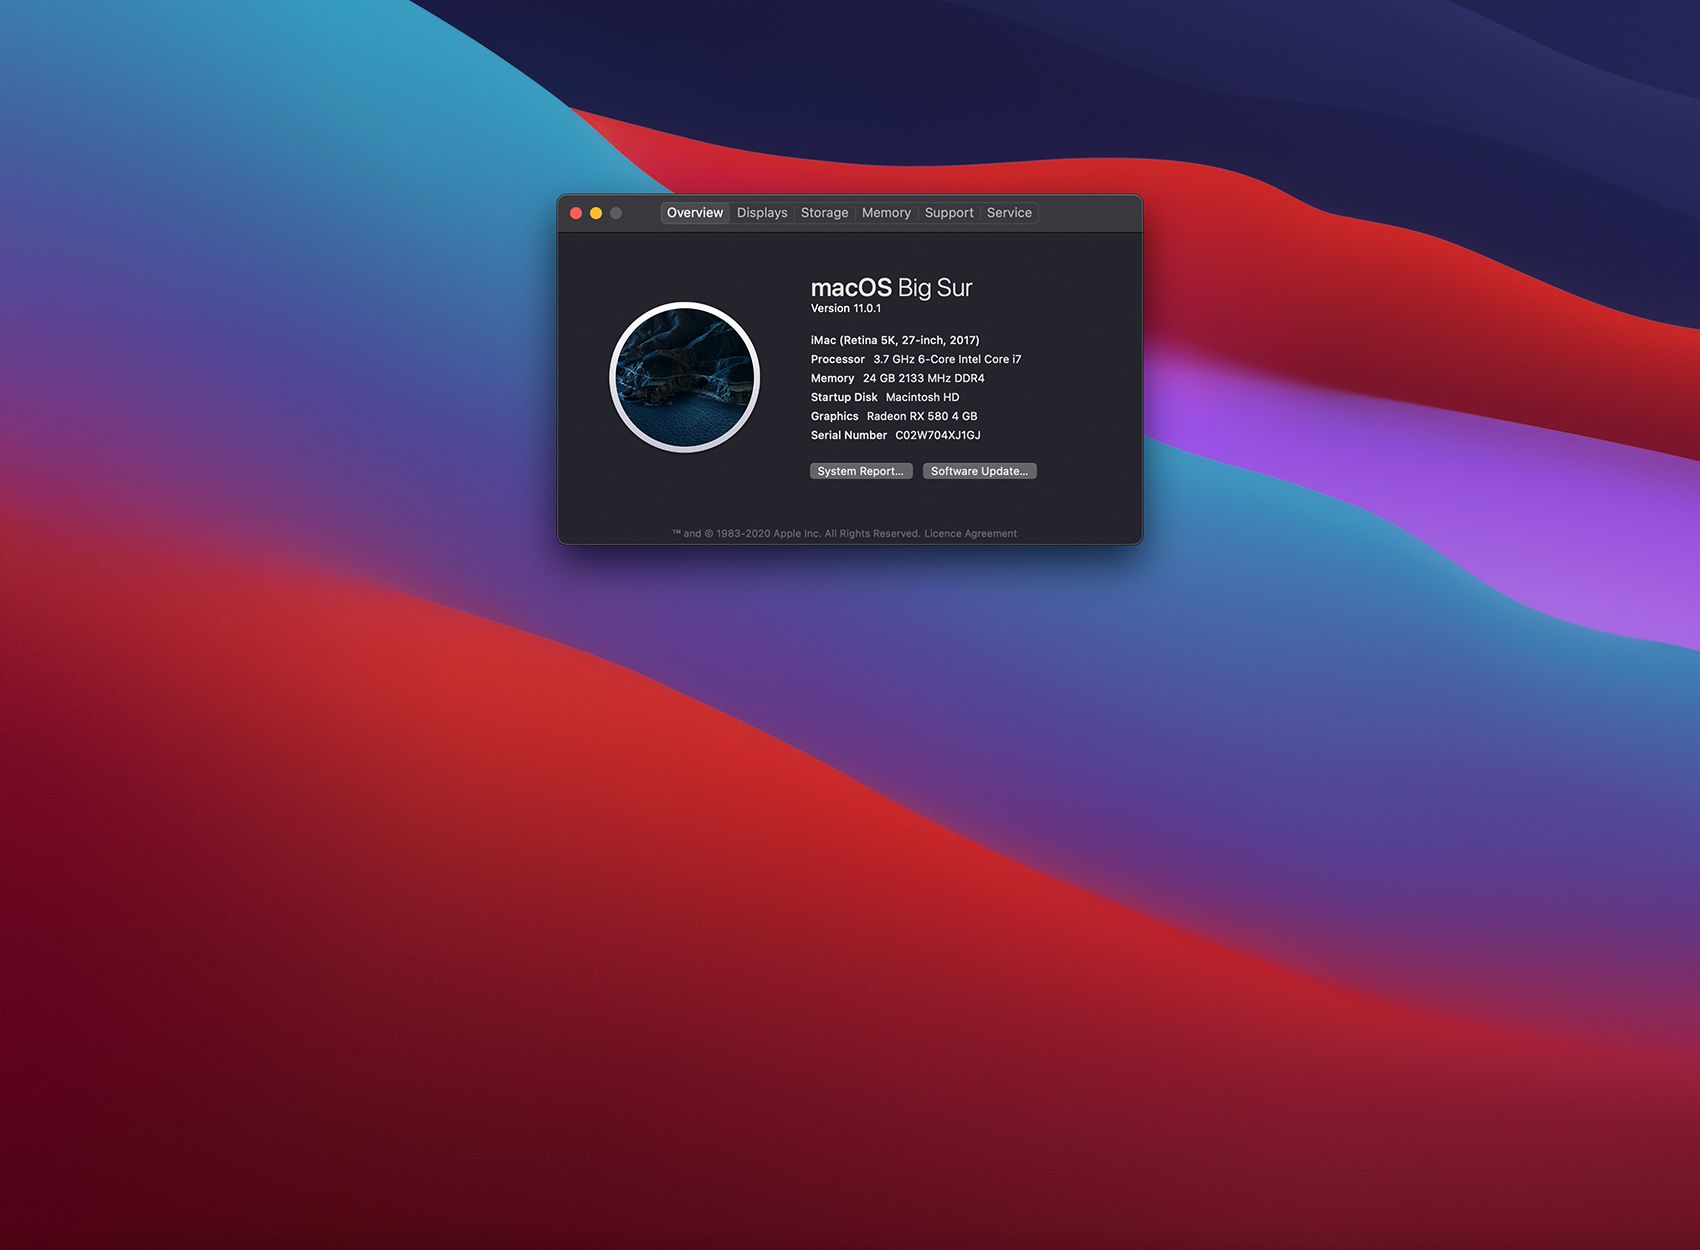 Overview Displays Storage Memory Support Service
macOS Big Sur
Version 11.0.1
iMac (Retina 5K, 27-inch, 2017)
Processor 3.7 GHz 6-Core Intel Core i7
Memory 24 GB 2133 MHz DDR4
Startup Disk Macintosh HD
Graphics Radeon RX 580 4 GB
Serial Number C02W704XJ1GJ
System Report... Software Update...
™ and © 1983-2020 Apple Inc. All Rights Reserved. Licence Agreement